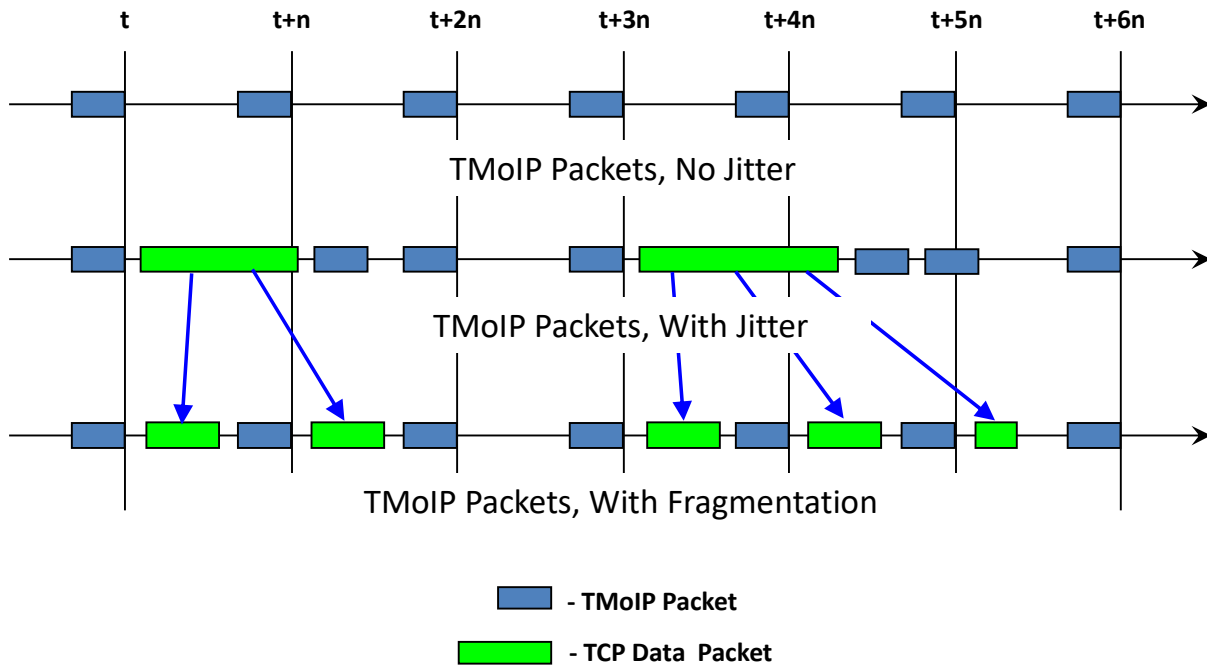 t t+n t+2n t+3n t+4n t+5n t+6n
TMoIP Packets, No Jitter
TMoIP Packets, With Jitter
TMoIP Packets, With Fragmentation
- TMoIP Packet
- TCP Data Packet